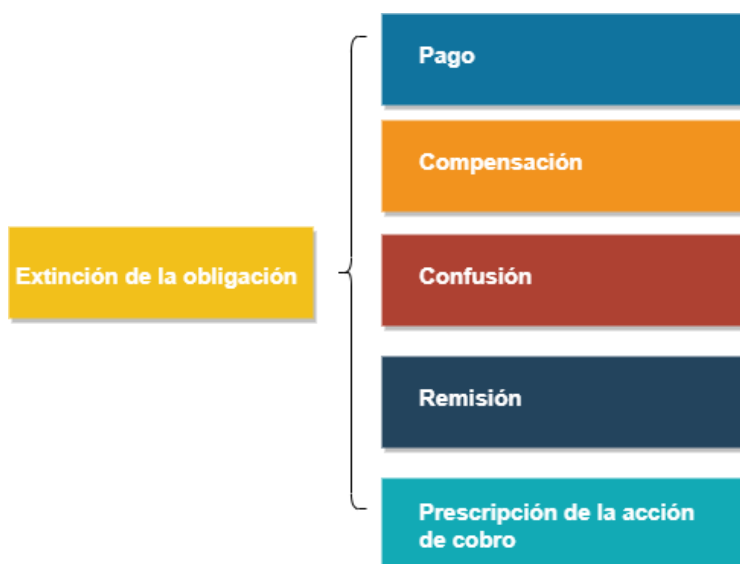 Extinción de la obligación
Pago
Compensación
Confusión
Remisión
Prescripción de la acción
de cobro